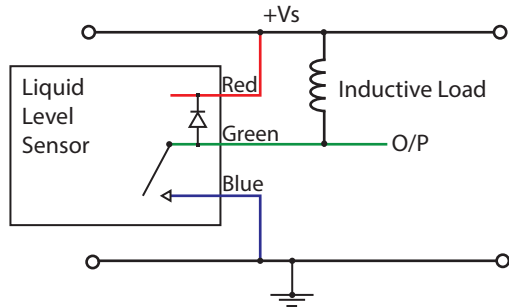 +Vs
Liquid
Level
Sensor
Red
Inductive Load
Green
O/P
Blue